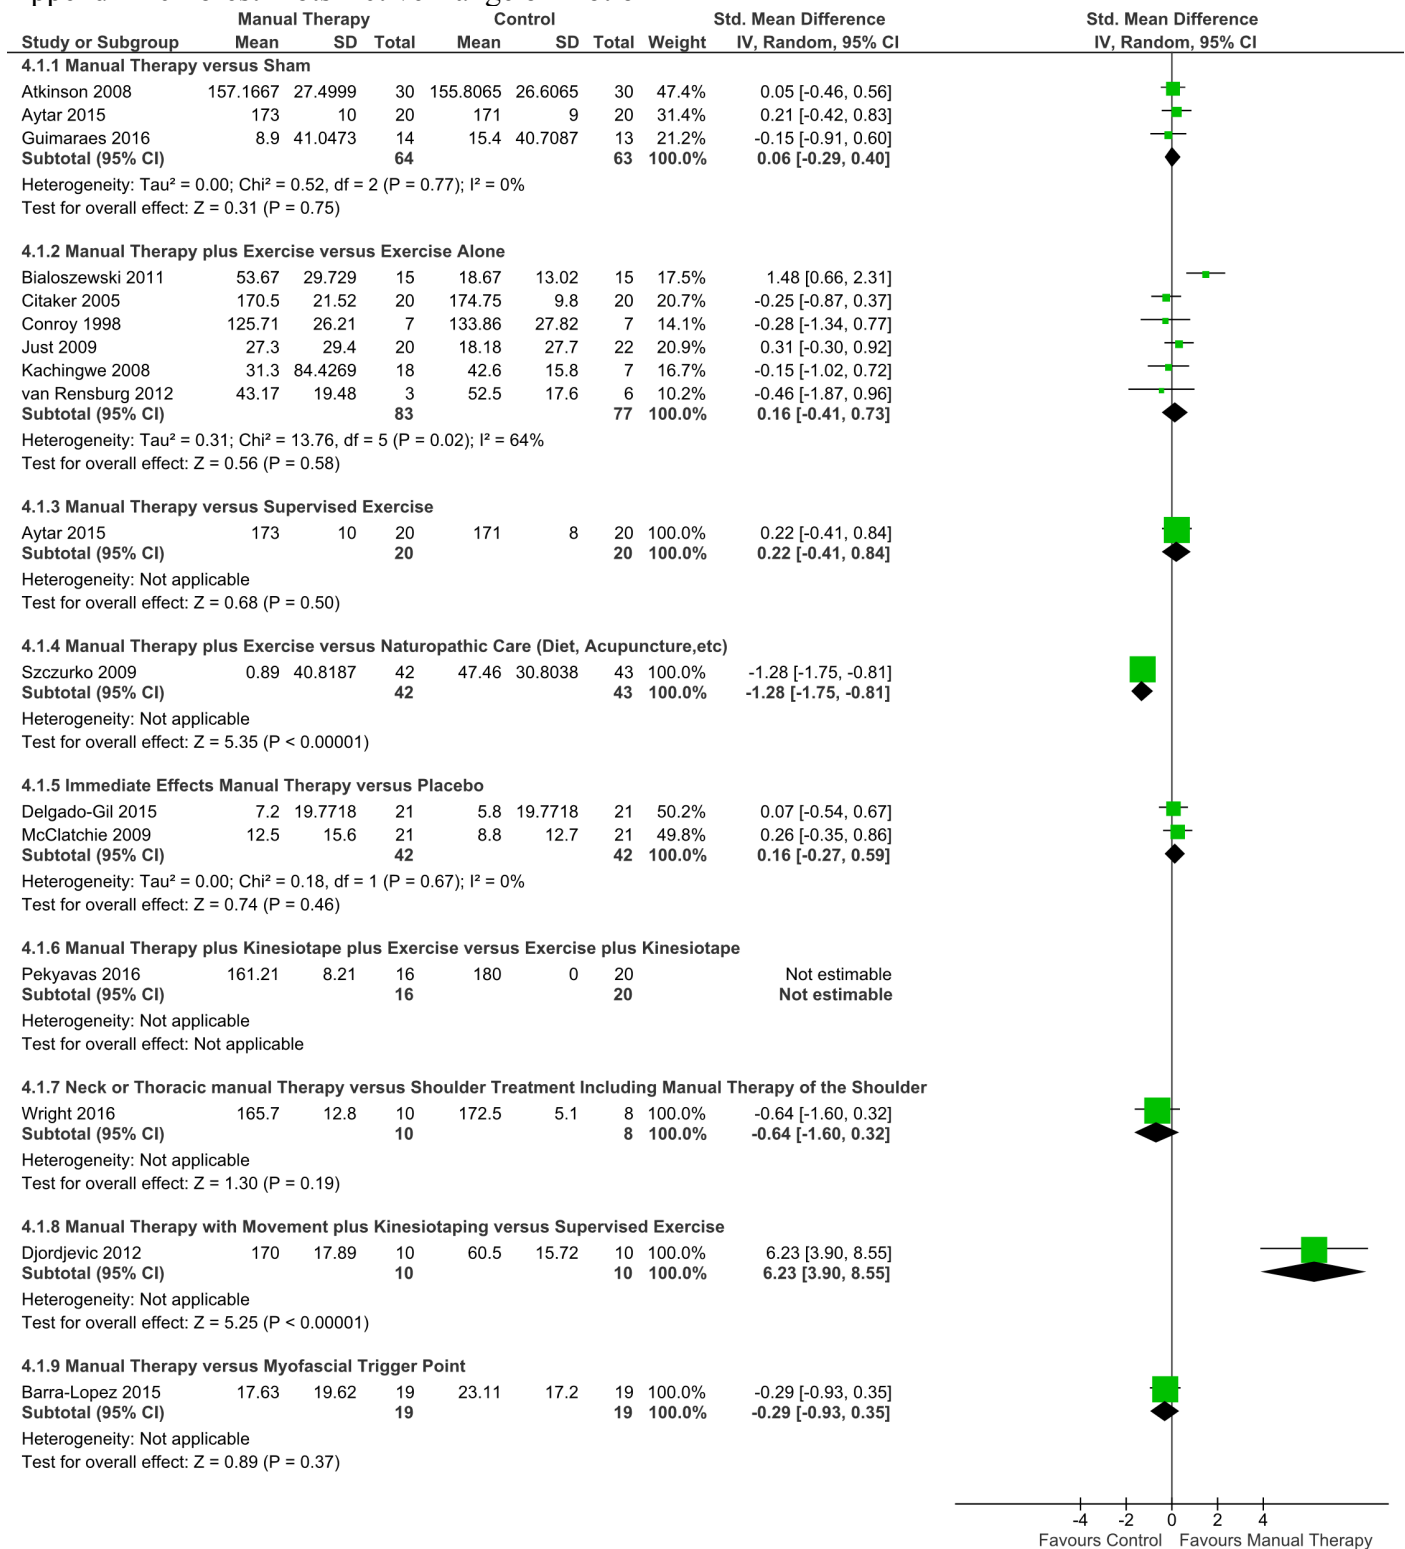 Manual Therapy Control Std. Mean Difference Std. Mean Difference
Study or Subgroup Mean SD Total Mean SD Total Weight IV, Random, 95% CI IV, Random, 95% CI
4.1.1 Manual Therapy versus Sham
Atkinson 2008 157.1667 27.4999 30 155.8065 26.6065 30 47.4% 0.05 [-0.46, 0.56]
Aytar 2015 173 10 20 171 9 20 31.4% 0.21 [-0.42, 0.83]
Guimaraes 2016 8.9 41.0473 14 15.4 40.7087 13 21.2% -0.15 [-0.91, 0.60]
Subtotal (95% CI) 64 63 100.0% 0.06 [-0.29, 0.40]
Heterogeneity: Tau² = 0.00; Chi² = 0.52, df = 2 (P = 0.77); I² = 0%
Test for overall effect: Z = 0.31 (P = 0.75)
4.1.2 Manual Therapy plus Exercise versus Exercise Alone
Bialoszewski 2011 53.67 29.729 15 18.67 13.02 15 17.5% 1.48 [0.66, 2.31]
Citaker 2005 170.5 21.52 20 174.75 9.8 20 20.7% -0.25 [-0.87, 0.37]
Conroy 1998 125.71 26.21 7 133.86 27.82 7 14.1% -0.28 [-1.34, 0.77]
Just 2009 27.3 29.4 20 18.18 27.7 22 20.9% 0.31 [-0.30, 0.92]
Kachingwe 2008 31.3 84.4269 18 42.6 15.8 7 16.7% -0.15 [-1.02, 0.72]
van Rensburg 2012 43.17 19.48 3 52.5 17.6 6 10.2% -0.46 [-1.87, 0.96]
Subtotal (95% CI) 83 77 100.0% 0.16 [-0.41, 0.73]
Heterogeneity: Tau² = 0.31; Chi² = 13.76, df = 5 (P = 0.02); I² = 64%
Test for overall effect: Z = 0.56 (P = 0.58)
4.1.3 Manual Therapy versus Supervised Exercise
Aytar 2015 173 10 20 171 8 20 100.0% 0.22 [-0.41, 0.84]
Subtotal (95% CI) 20 20 100.0% 0.22 [-0.41, 0.84]
Heterogeneity: Not applicable
Test for overall effect: Z = 0.68 (P = 0.50)
4.1.4 Manual Therapy plus Exercise versus Naturopathic Care (Diet, Acupuncture,etc)
Szczurko 2009 0.89 40.8187 42 47.46 30.8038 43 100.0% -1.28 [-1.75, -0.81]
Subtotal (95% CI) 42 43 100.0% -1.28 [-1.75, -0.81]
Heterogeneity: Not applicable
Test for overall effect: Z = 5.35 (P < 0.00001)
4.1.5 Immediate Effects Manual Therapy versus Placebo
Delgado-Gil 2015 7.2 19.7718 21 5.8 19.7718 21 50.2% 0.07 [-0.54, 0.67]
McClatchie 2009 12.5 15.6 21 8.8 12.7 21 49.8% 0.26 [-0.35, 0.86]
Subtotal (95% CI) 42 42 100.0% 0.16 [-0.27, 0.59]
Heterogeneity: Tau² = 0.00; Chi² = 0.18, df = 1 (P = 0.67); I² = 0%
Test for overall effect: Z = 0.74 (P = 0.46)
4.1.6 Manual Therapy plus Kinesiotape plus Exercise versus Exercise plus Kinesiotape
Pekyavas 2016 161.21 8.21 16 180 0 20 Not estimable
Subtotal (95% CI) 16 20 Not estimable
Heterogeneity: Not applicable
Test for overall effect: Not applicable
4.1.7 Neck or Thoracic manual Therapy versus Shoulder Treatment Including Manual Therapy of the Shoulder
Wright 2016 165.7 12.8 10 172.5 5.1 8 100.0% -0.64 [-1.60, 0.32]
Subtotal (95% CI) 10 8 100.0% -0.64 [-1.60, 0.32]
Heterogeneity: Not applicable
Test for overall effect: Z = 1.30 (P = 0.19)
4.1.8 Manual Therapy with Movement plus Kinesiotaping versus Supervised Exercise
Djordjevic 2012 170 17.89 10 60.5 15.72 10 100.0% 6.23 [3.90, 8.55]
Subtotal (95% CI) 10 10 100.0% 6.23 [3.90, 8.55]
Heterogeneity: Not applicable
Test for overall effect: Z = 5.25 (P < 0.00001)
4.1.9 Manual Therapy versus Myofascial Trigger Point
Barra-Lopez 2015 17.63 19.62 19 23.11 17.2 19 100.0% -0.29 [-0.93, 0.35]
Subtotal (95% CI) 19 19 100.0% -0.29 [-0.93, 0.35]
Heterogeneity: Not applicable
Test for overall effect: Z = 0.89 (P = 0.37)
-4 -2 0 2 4
Favours Control Favours Manual Therapy